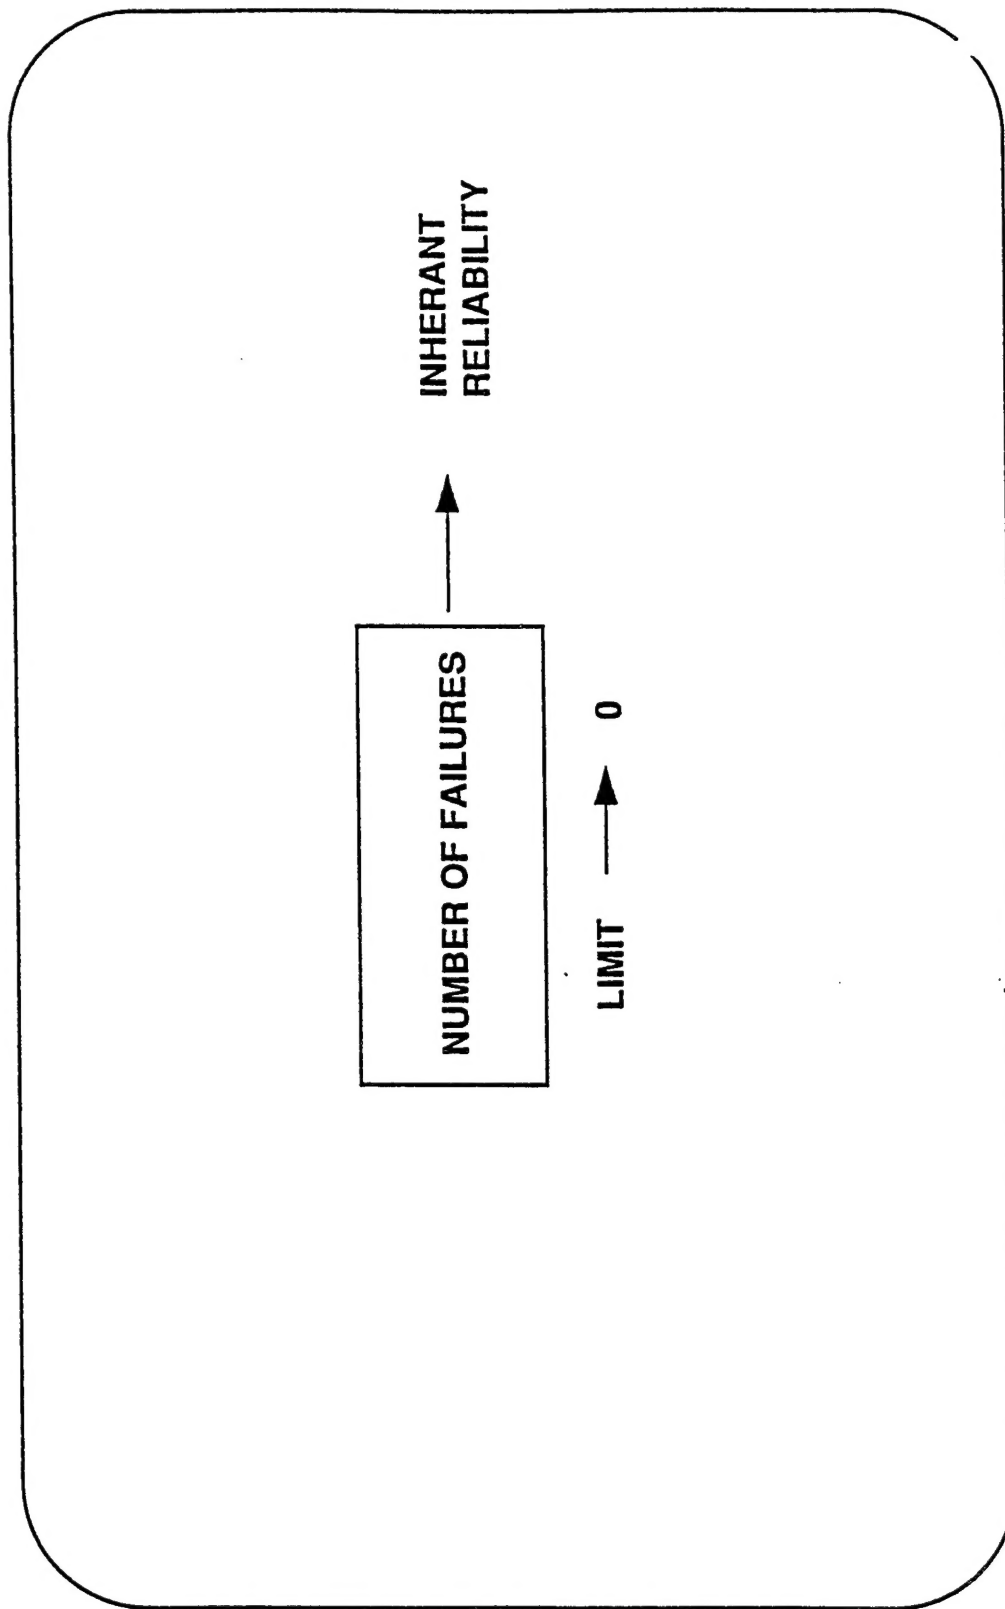 NUMBER OF FAILURES
INHERANT
RELIABILITY
LIMIT → 0